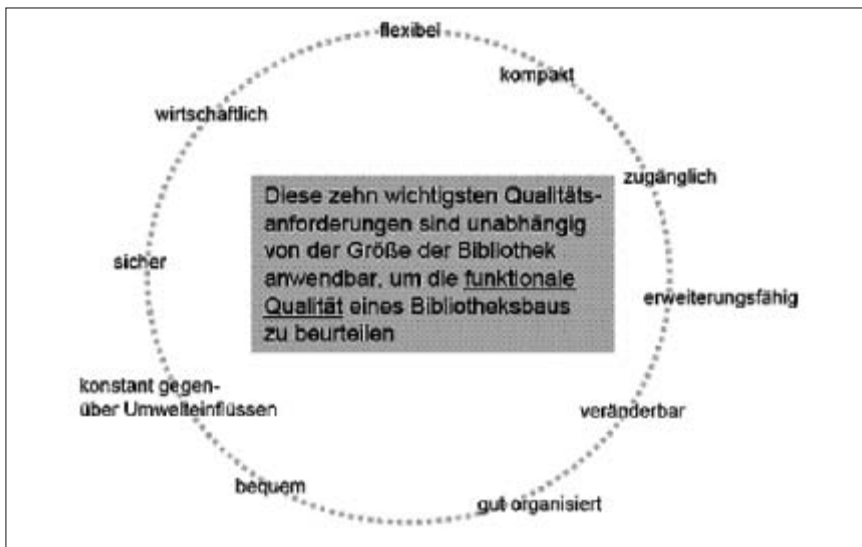 flexibel
kompakt
zugänglich
erweiterungsfähig
veränderbar
gut organisiert
bequem
konstant gegen-
über Umwelteinflüssen
sicher
wirtschaftlich
Diese zehn wichtigsten Qualitäts-
anforderungen sind unabhängig
von der Größe der Bibliothek
anwendbar, um die funktionale
Qualität eines Bibliotheksbaus
zu beurteilen